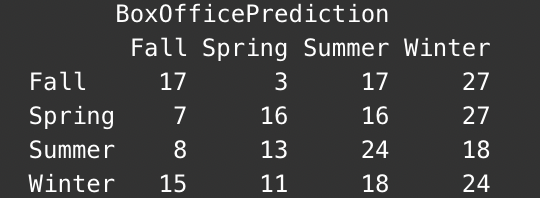 BoxOfficePrediction
Fall Spring Summer Winter
Fall 17 3 17 27
Spring 7 16 16 27
Summer 8 13 24 18
Winter 15 11 18 24